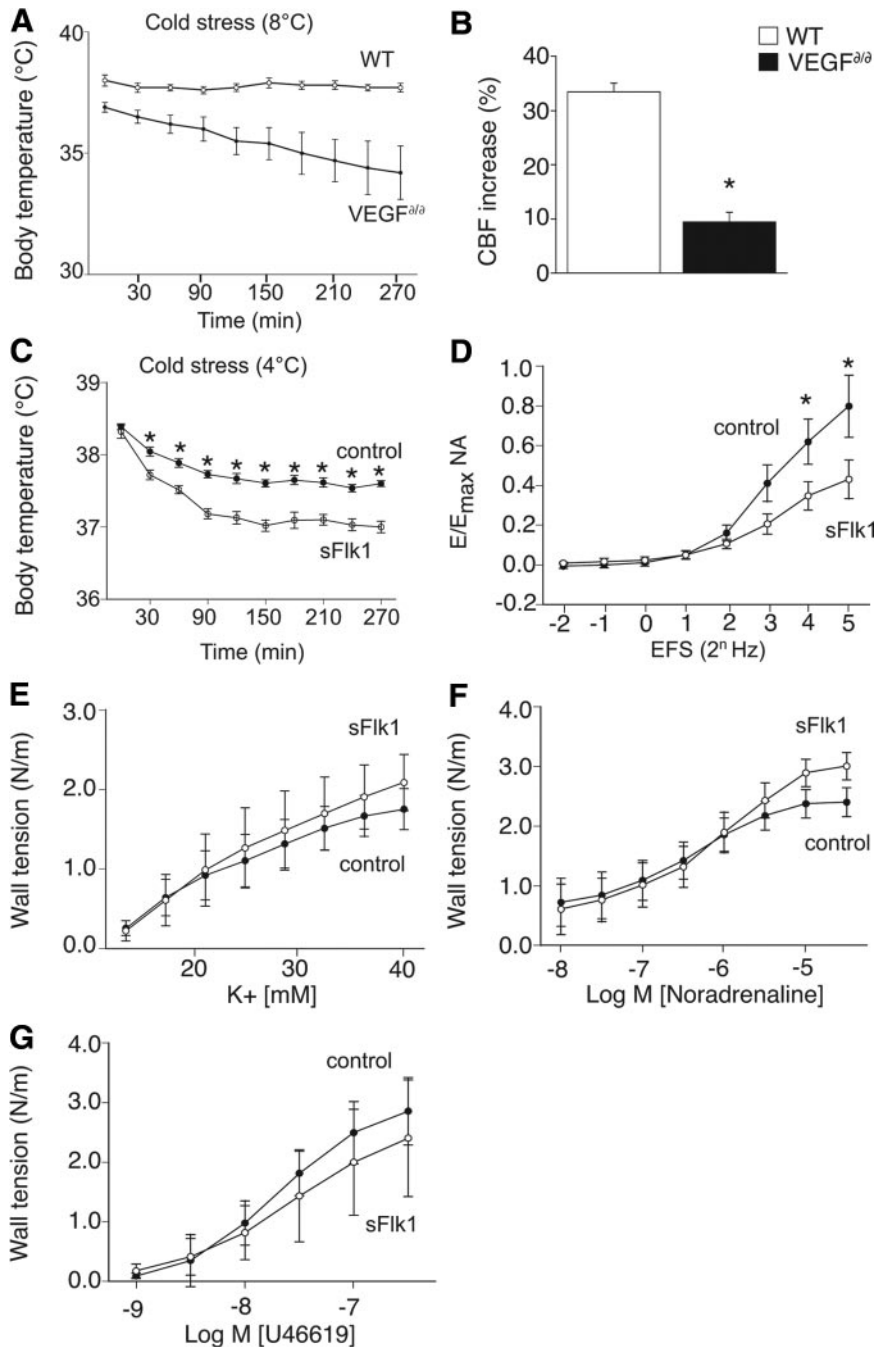 A
Cold stress (8°C)
Body temperature (°C)
40
35
30
WT
VEGF∂/∂
30 90 150 210 270
Time (min)
B
WT
VEGF∂/∂
CBF increase (%)
40
30
20
10
0
*
C
Cold stress (4°C)
Body temperature (°C)
39
38
37
36
* * * * * * * * *
control
sFlk1
30 90 150 210 270
Time (min)
D
E/Emax NA
1.0
0.8
0.6
0.4
0.2
0.0
-0.2
control
* *
sFlk1
-2 -1 0 1 2 3 4 5
EFS (2ⁿ Hz)
E
Wall tension (N/m)
3.0
2.0
1.0
0.0
sFlk1
control
20 30 40
K+ [mM]
F
Wall tension (N/m)
4.0
3.0
2.0
1.0
0.0
sFlk1
control
-8 -7 -6 -5
Log M [Noradrenaline]
G
Wall tension (N/m)
4.0
3.0
2.0
1.0
0.0
control
sFlk1
-9 -8 -7
Log M [U46619]